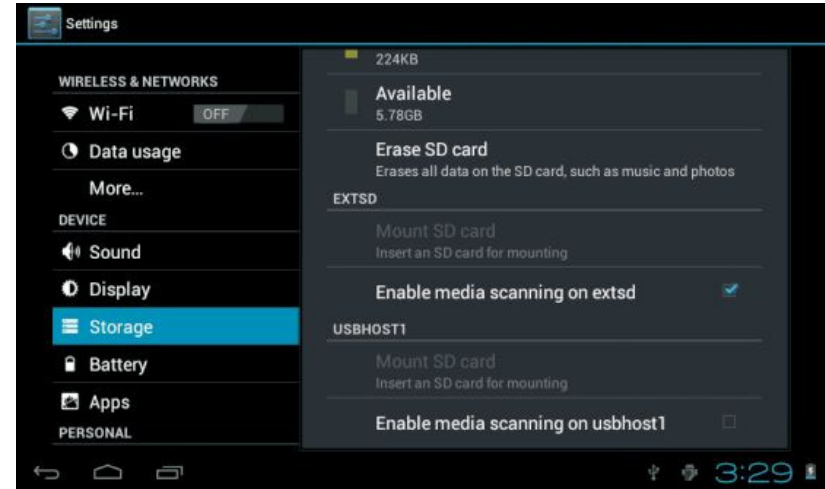 Settings
WIRELESS & NETWORKS
Wi-Fi
OFF
Data usage
More...
DEVICE
Sound
Display
Storage
Battery
Apps
PERSONAL
224KB
Available
5.78GB
Erase SD card
Erases all data on the SD card, such as music and photos
EXTSD
Mount SD card
Insert an SD card for mounting
Enable media scanning on extsd
USBHOST1
Mount SD card
Insert an SD card for mounting
Enable media scanning on usbhost1
3:29